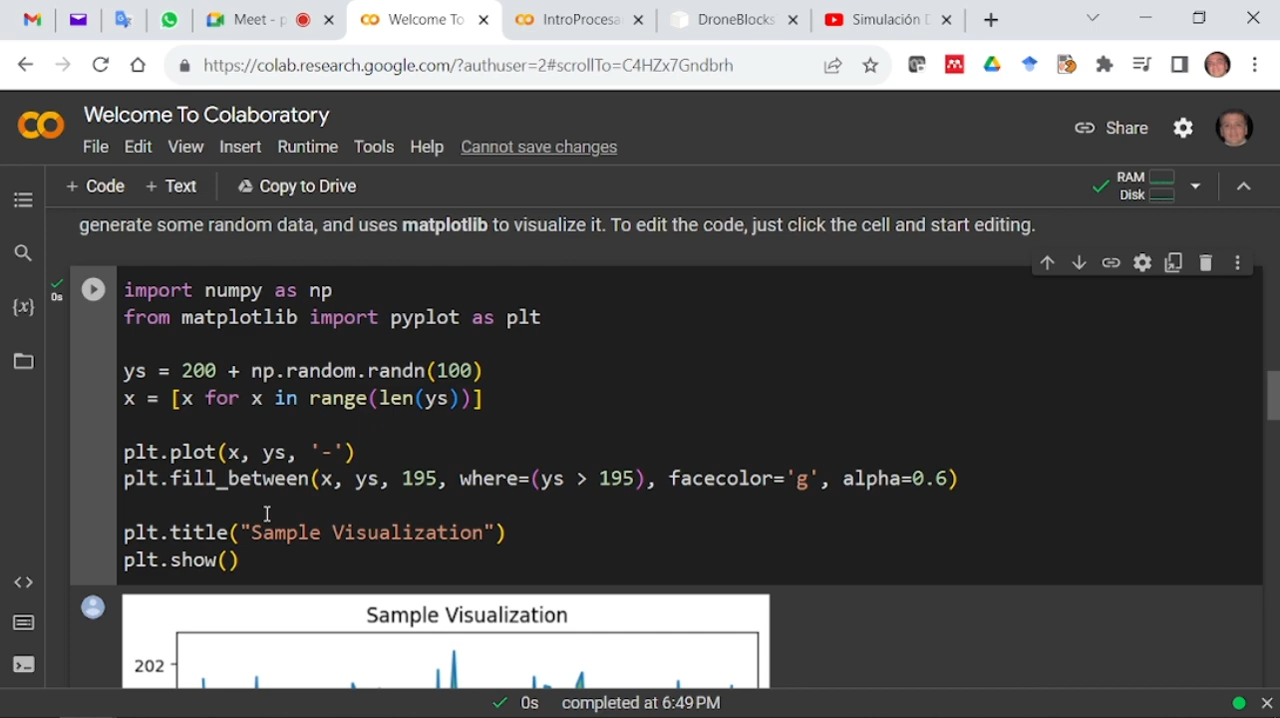 Meet - p
Welcome To
IntroProcesa
DroneBlocks
Simulación D
https://colab.research.google.com/?authuser=2#scrollTo=C4HZx7Gndbrh
Welcome To Colaboratory
Share
File Edit View Insert Runtime Tools Help Cannot save changes
+ Code + Text Copy to Drive
RAM
Disk
generate some random data, and uses matplotlib to visualize it. To edit the code, just click the cell and start editing.
0s
{x}
import numpy as np
from matplotlib import pyplot as plt
ys = 200 + np.random.randn(100)
x = [x for x in range(len(ys))]
plt.plot(x, ys, '-')
plt.fill_between(x, ys, 195, where=(ys > 195), facecolor='g', alpha=0.6)
plt.title("Sample Visualization")
plt.show()
Sample Visualization
202
0s completed at 6:49 PM